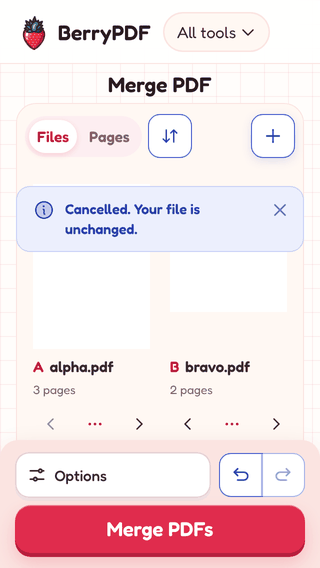 BerryPDF
All tools
Merge PDF
Files
Pages
Cancelled. Your file is
unchanged.
A alpha.pdf
3 pages
B bravo.pdf
2 pages
Options
Merge PDFs